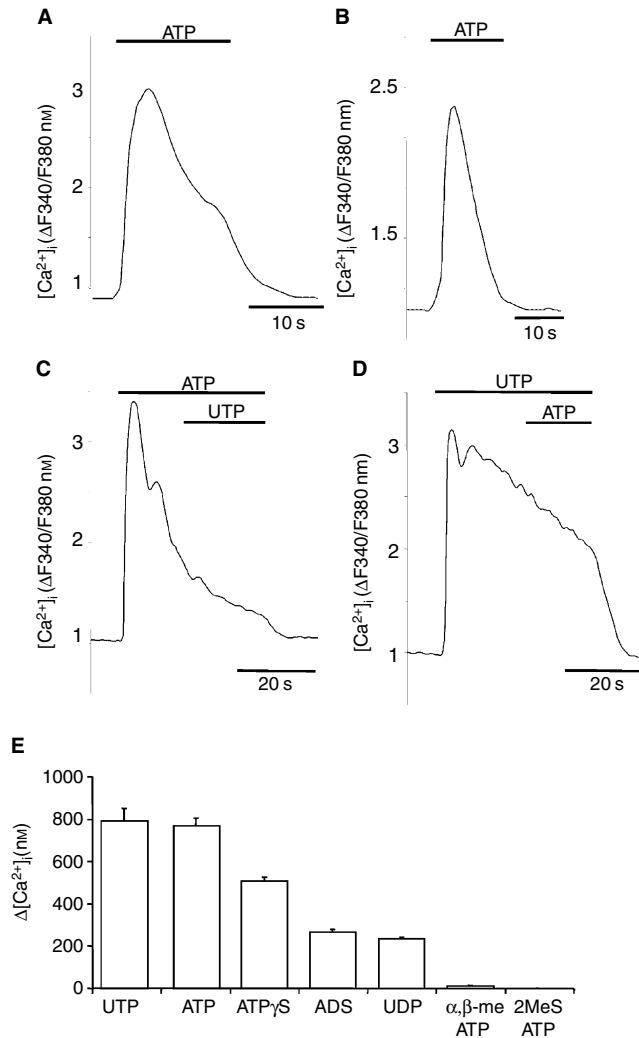 A
ATP
3
2
1
[Ca²⁺]ᵢ (ΔF340/F380 nM)
10 s
B
ATP
2.5
1.5
[Ca²⁺]ᵢ (ΔF340/F380 nm)
10 s
C
ATP
UTP
3
2
1
[Ca²⁺]ᵢ (ΔF340/F380 nM)
20 s
D
UTP
ATP
3
2
1
[Ca²⁺]ᵢ (ΔF340/F380 nm)
20 s
E
1000
800
600
400
200
0
Δ[Ca²⁺]ᵢ(nM)
UTP
ATP
ATPγS
ADS
UDP
α,β-me
ATP
2MeS
ATP